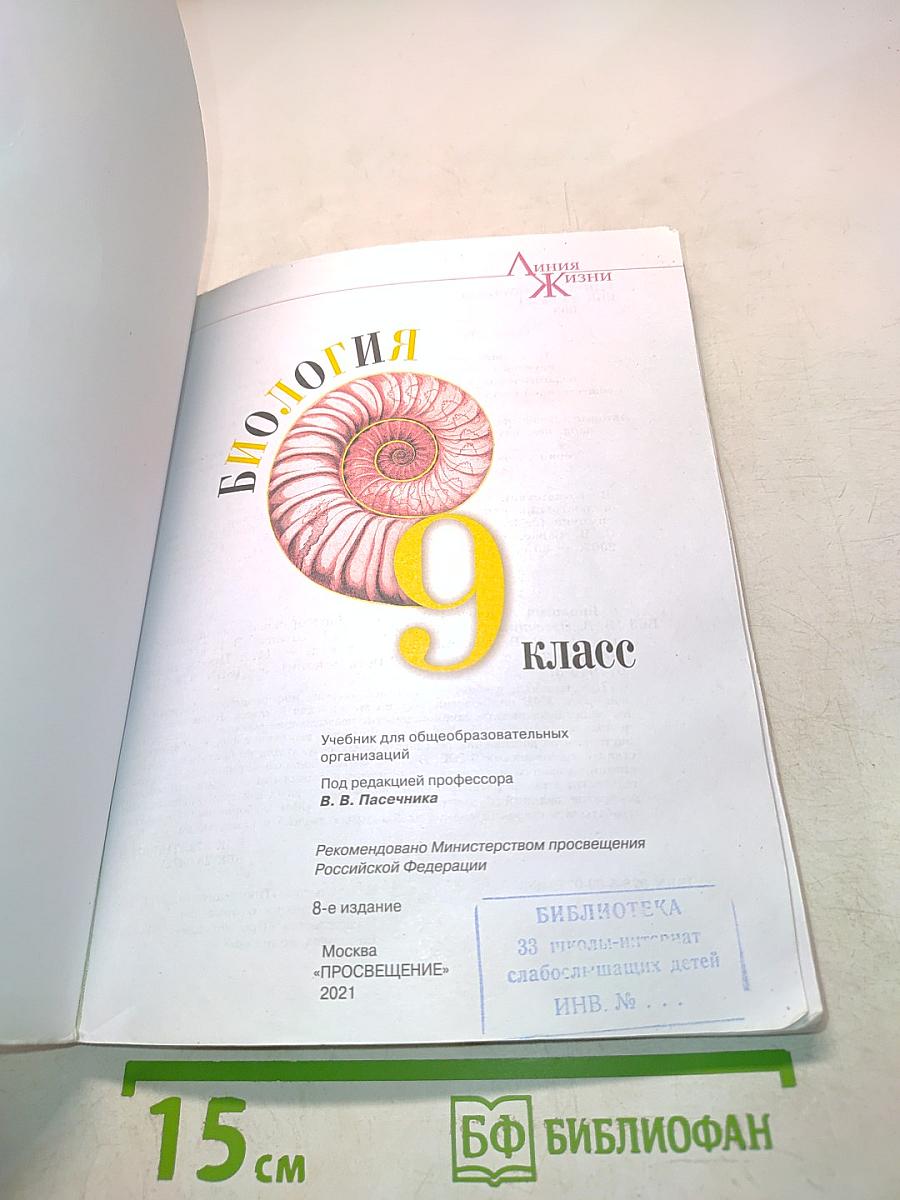 Линия
Жизни
БИОЛОГИЯ
9
класс
Учебник для общеобразовательных
организаций
Под редакцией профессора
В. В. Пасечника
Рекомендовано Министерством просвещения
Российской Федерации
8-е издание
Москва
«ПРОСВЕЩЕНИЕ»
2021
БИБЛИОТЕКА
33 школы-интернат
слабослышащих детей
ИНВ. № . . .
15 см
БФ БИБЛИОФАН